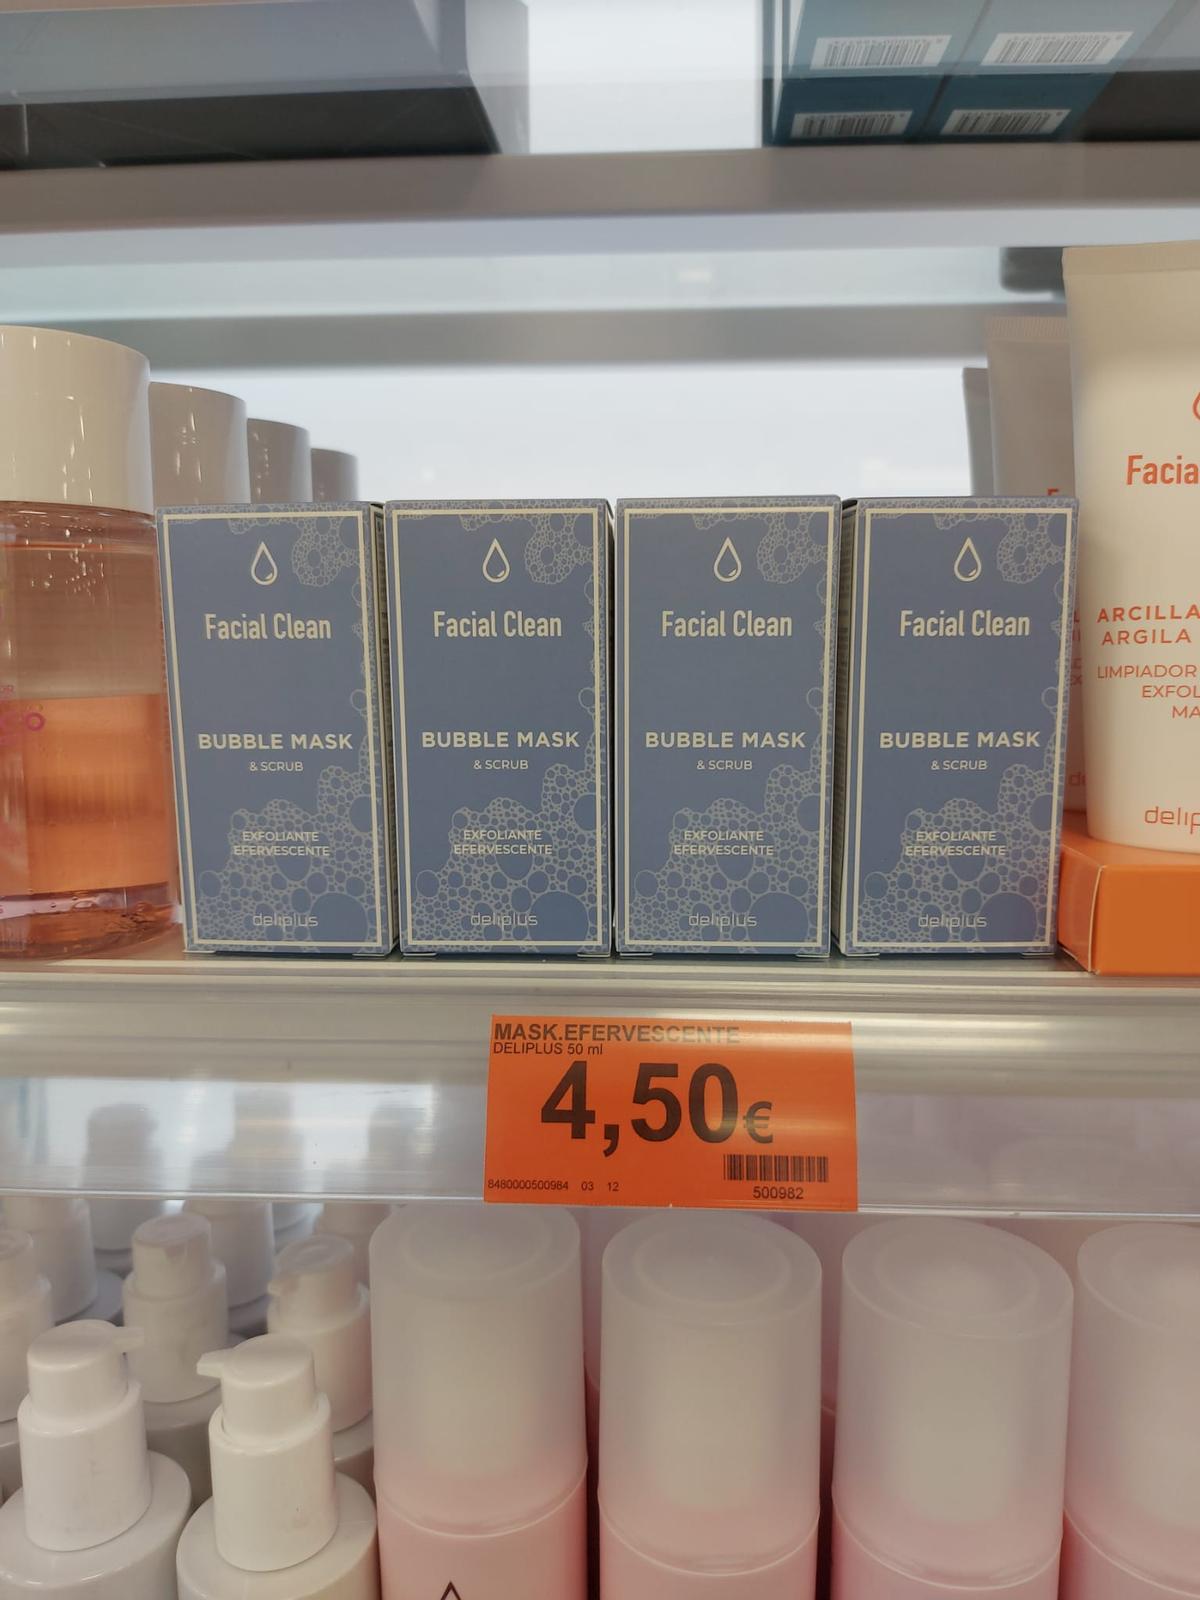 Facial Clean
BUBBLE MASK
& SCRUB
EXFOLIANTE
EFERVESCENTE
deliplus
Facial Clean
BUBBLE MASK
& SCRUB
EXFOLIANTE
EFERVESCENTE
deliplus
Facial Clean
BUBBLE MASK
& SCRUB
EXFOLIANTE
EFERVESCENTE
deliplus
Facial Clean
BUBBLE MASK
& SCRUB
EXFOLIANTE
EFERVESCENTE
deliplus
Facia
ARCILLA
ARGILA
LIMPIADOR
EXFOL
MA
delip
MASK.EFERVESCENTE
DELIPLUS 50 ml
4,50€
8480000500984 03 12
500982